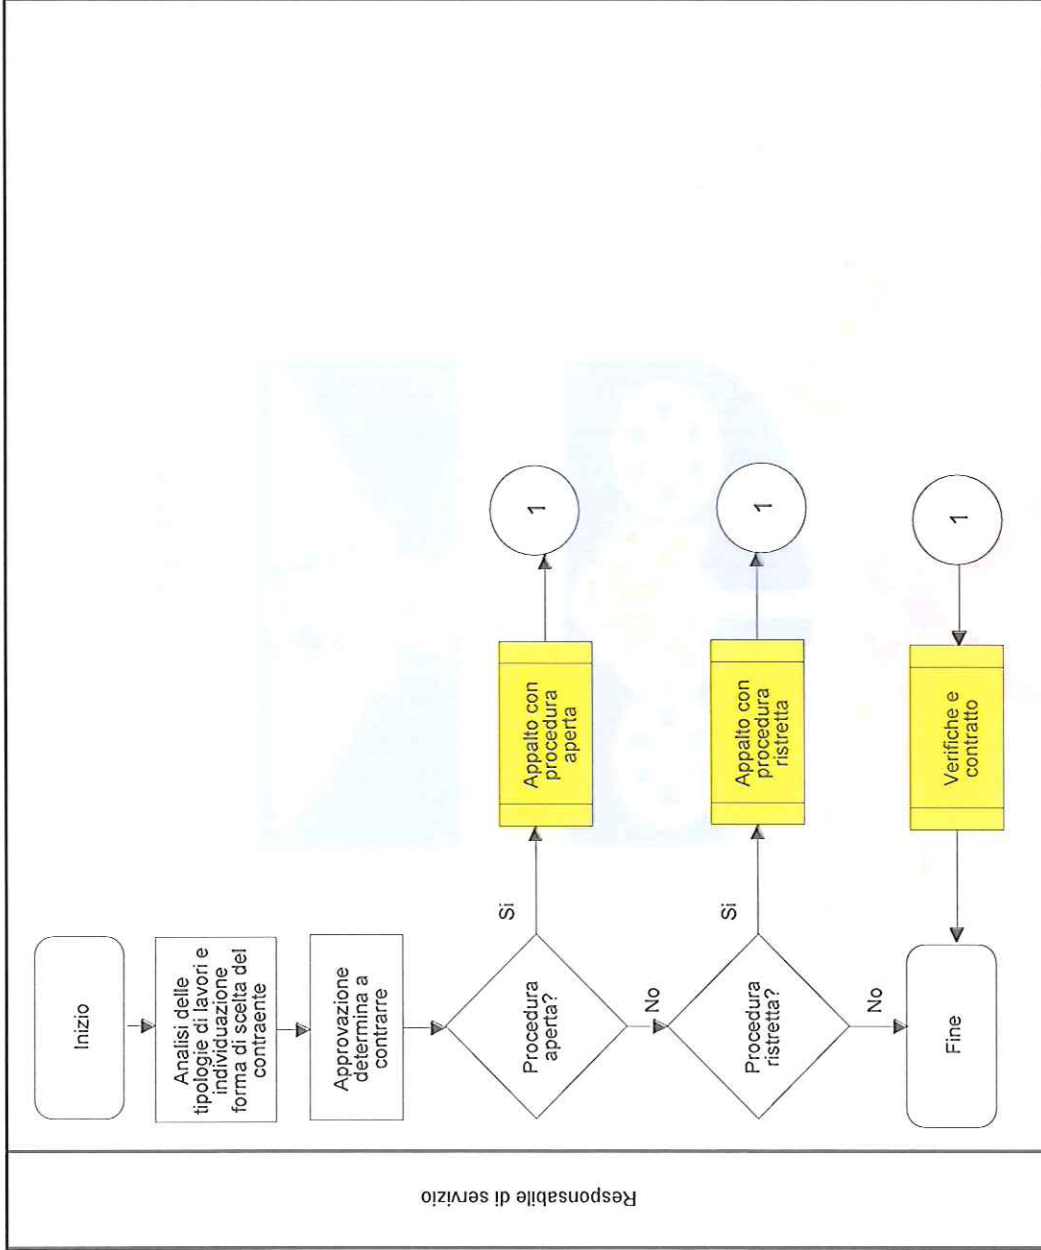 Responsabile di servizio
Inizio
Analisi delle
tipologie di lavori e
individuazione
forma di scelta del
contraente
Approvazione
determina a
contrarre
Procedura
aperta?
Si
Appalto con
procedura
aperta
1
No
Procedura
ristretta?
Si
Appalto con
procedura
ristretta
1
No
Fine
Verifiche e
contratto
1